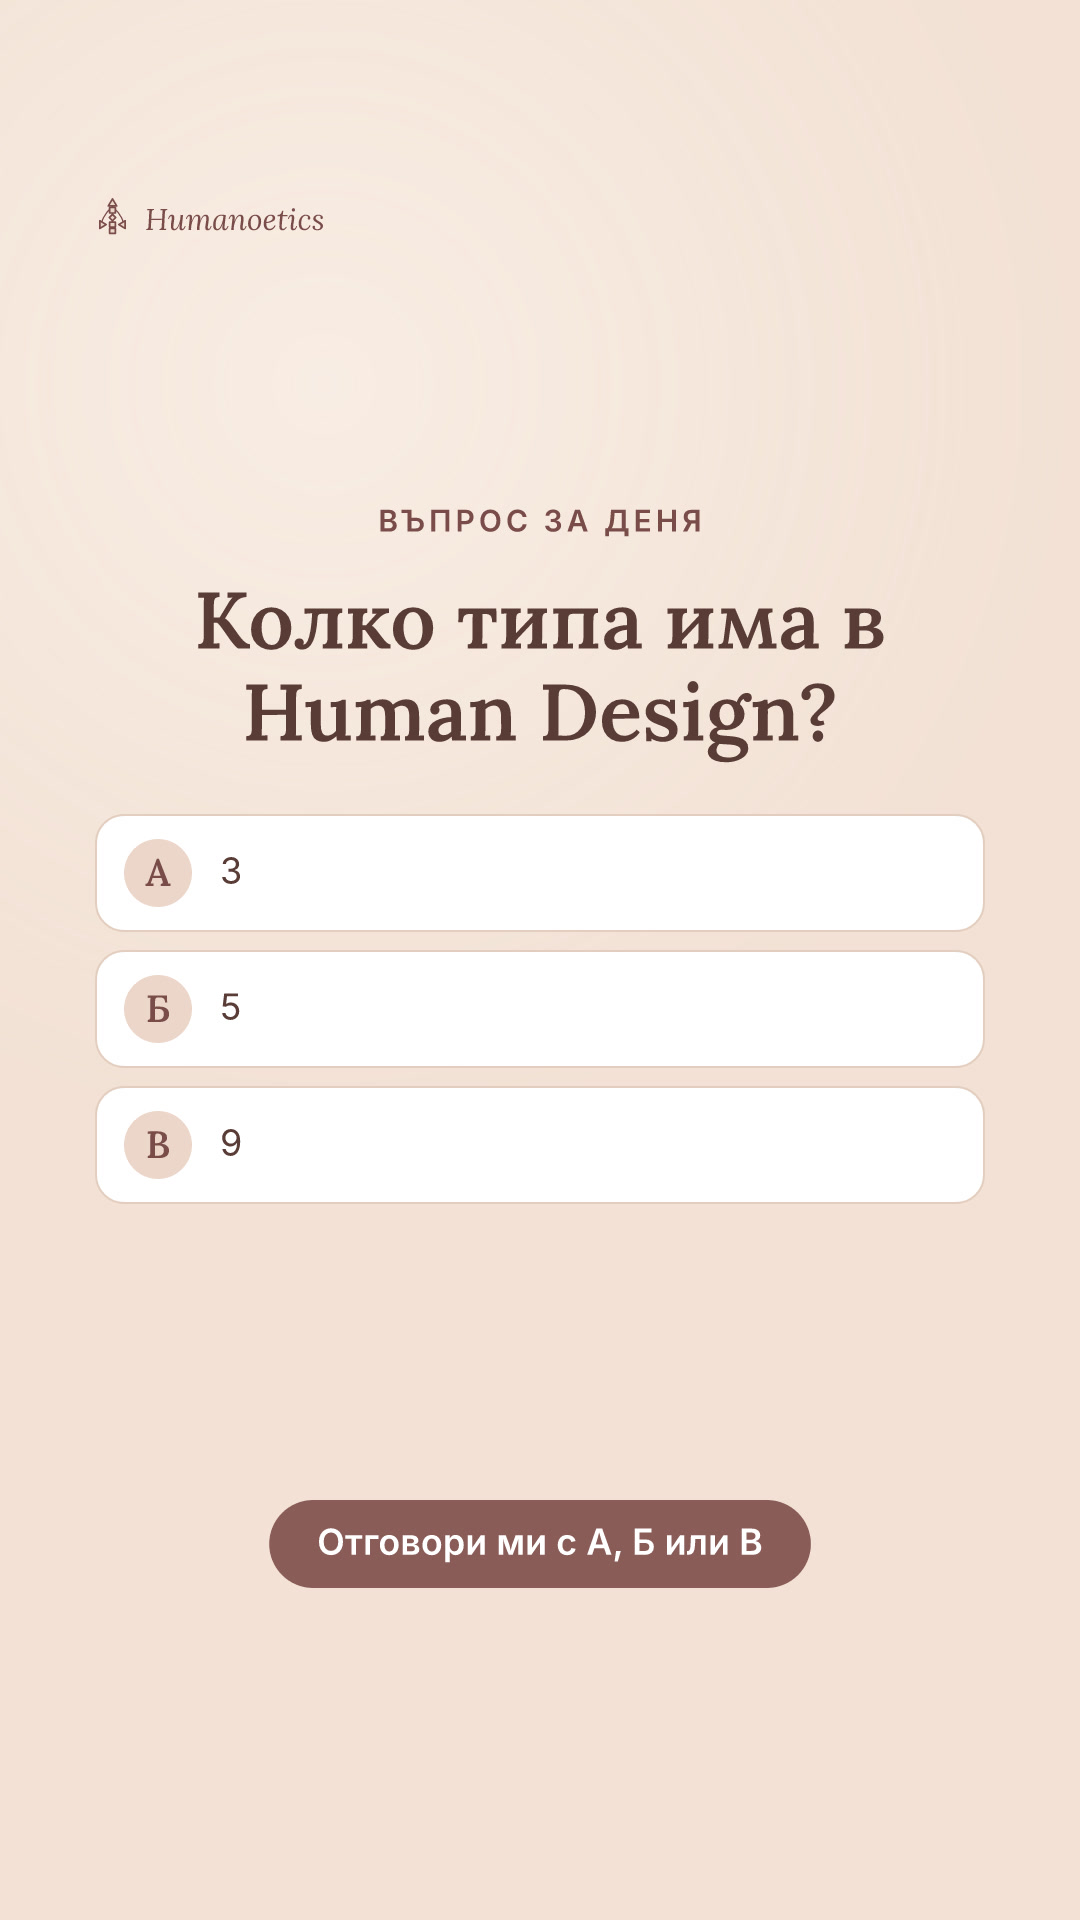 Humanoetics
ВЪПРОС ЗА ДЕНЯ
Колко типа има в
Human Design?
А 3
Б 5
В 9
Отговори ми с А, Б или В